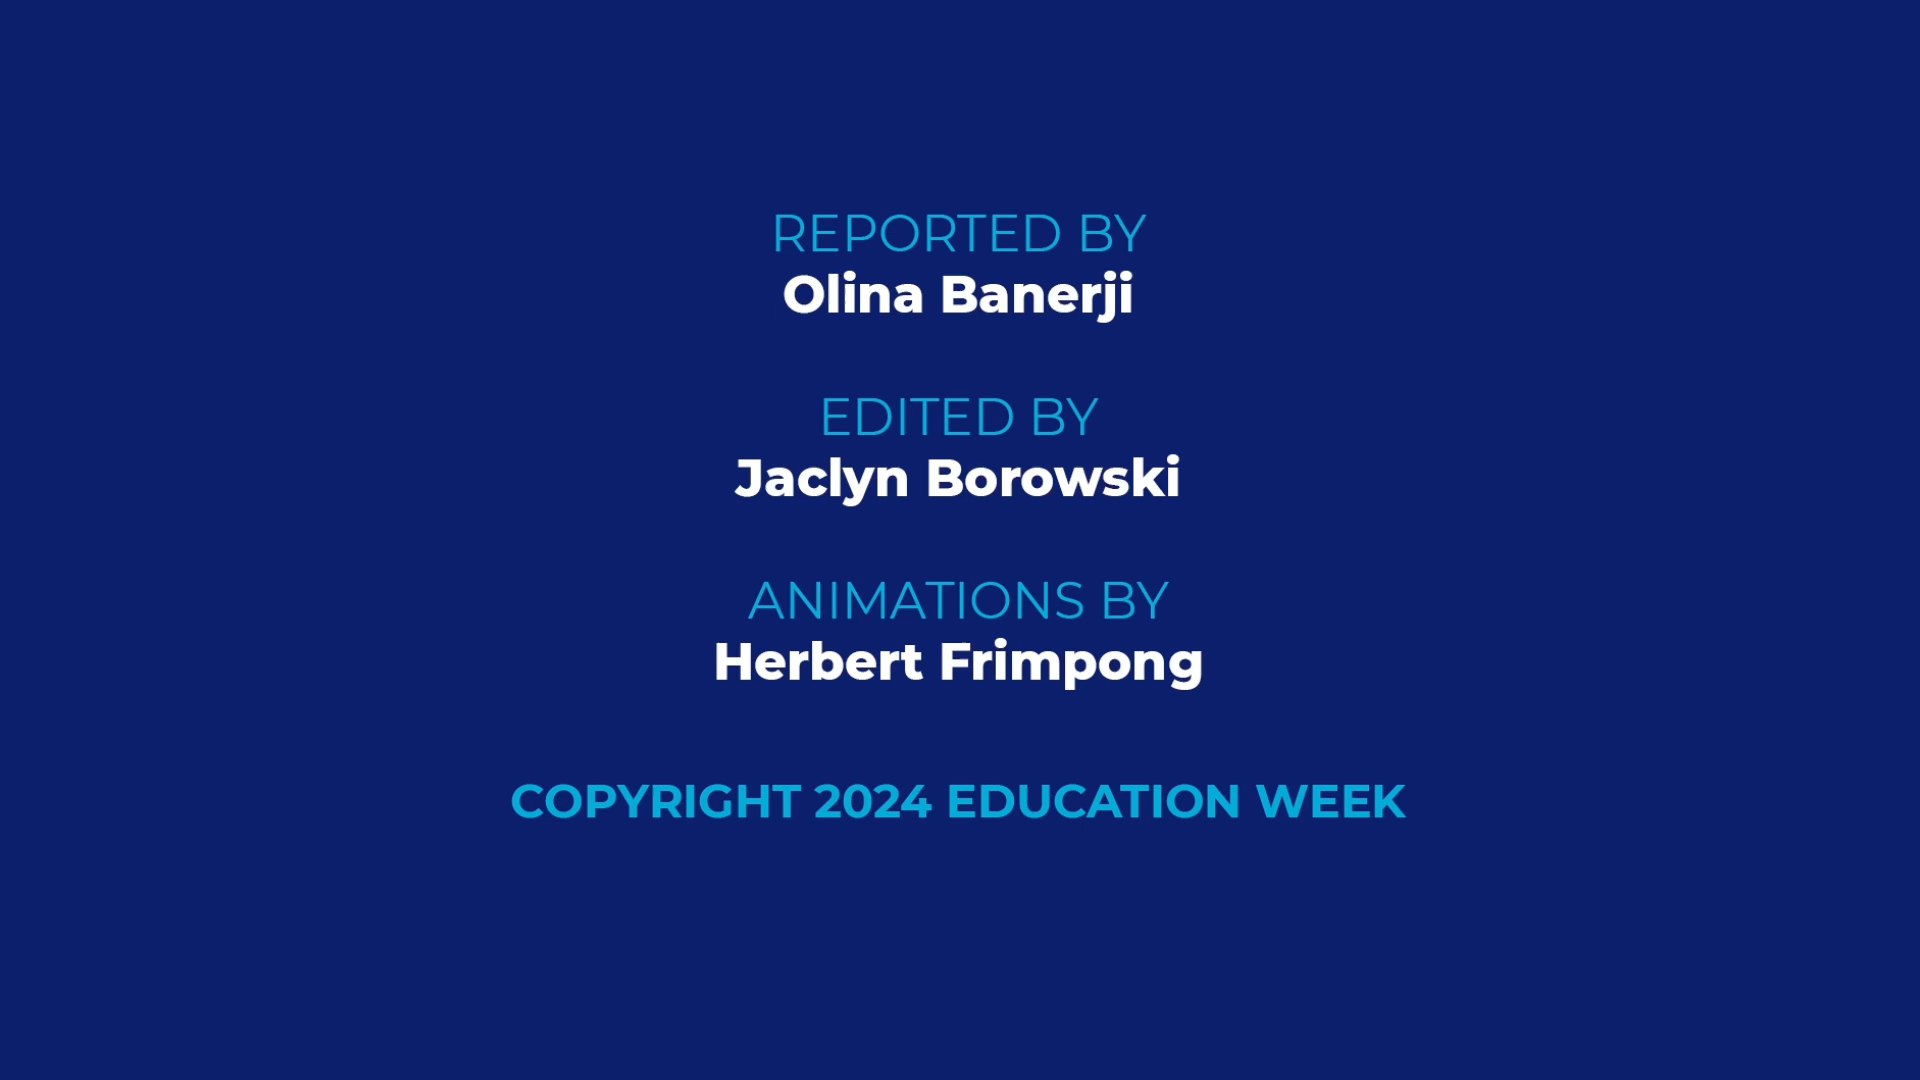 REPORTED BY
Olina Banerji
EDITED BY
Jaclyn Borowski
ANIMATIONS BY
Herbert Frimpong
COPYRIGHT 2024 EDUCATION WEEK